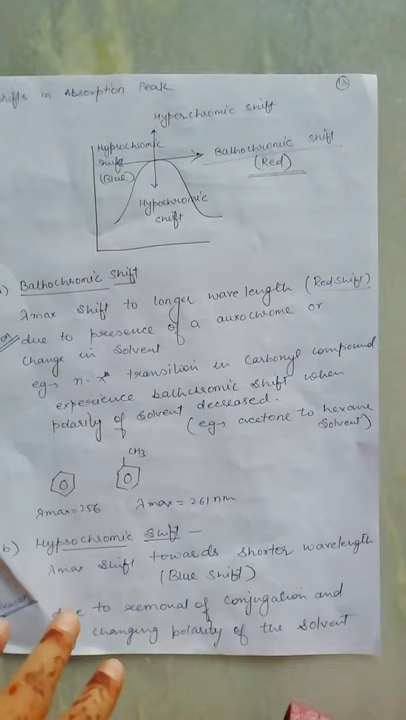 Shifts in Absorption Peak
Hyperchromic shift
Hypsochromic
shift
(Blue)
Bathochromic shift
(Red)
Hypochromic
shift
a) Bathochromic Shift
λmax shift to longer wave length (Red shift)
due to presence of a auxochrome or
change in solvent
eg→ n-π* transition in Carbonyl compound
experience bathcromic shift when
polarity of solvent decreased.
(eg→ acetone to hexane
solvent)
CH3
λmax = 256
λmax = 261 nm
b) Hypsochromic Shift -
λmax shift towards shorter wavelength
(Blue Shift)
due to removal of conjugation and
changing polarity of the solvent